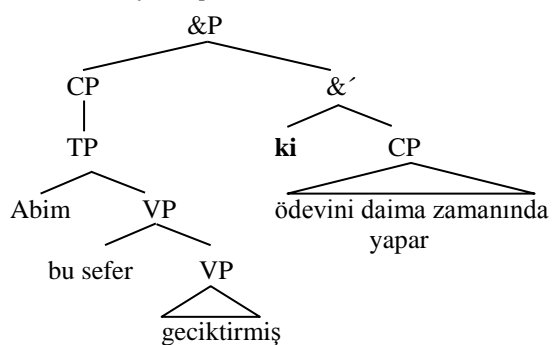 &P
CP &´
TP ki CP
Abim VP ödevini daima zamanında
yapar
bu sefer VP
geciktirmiş